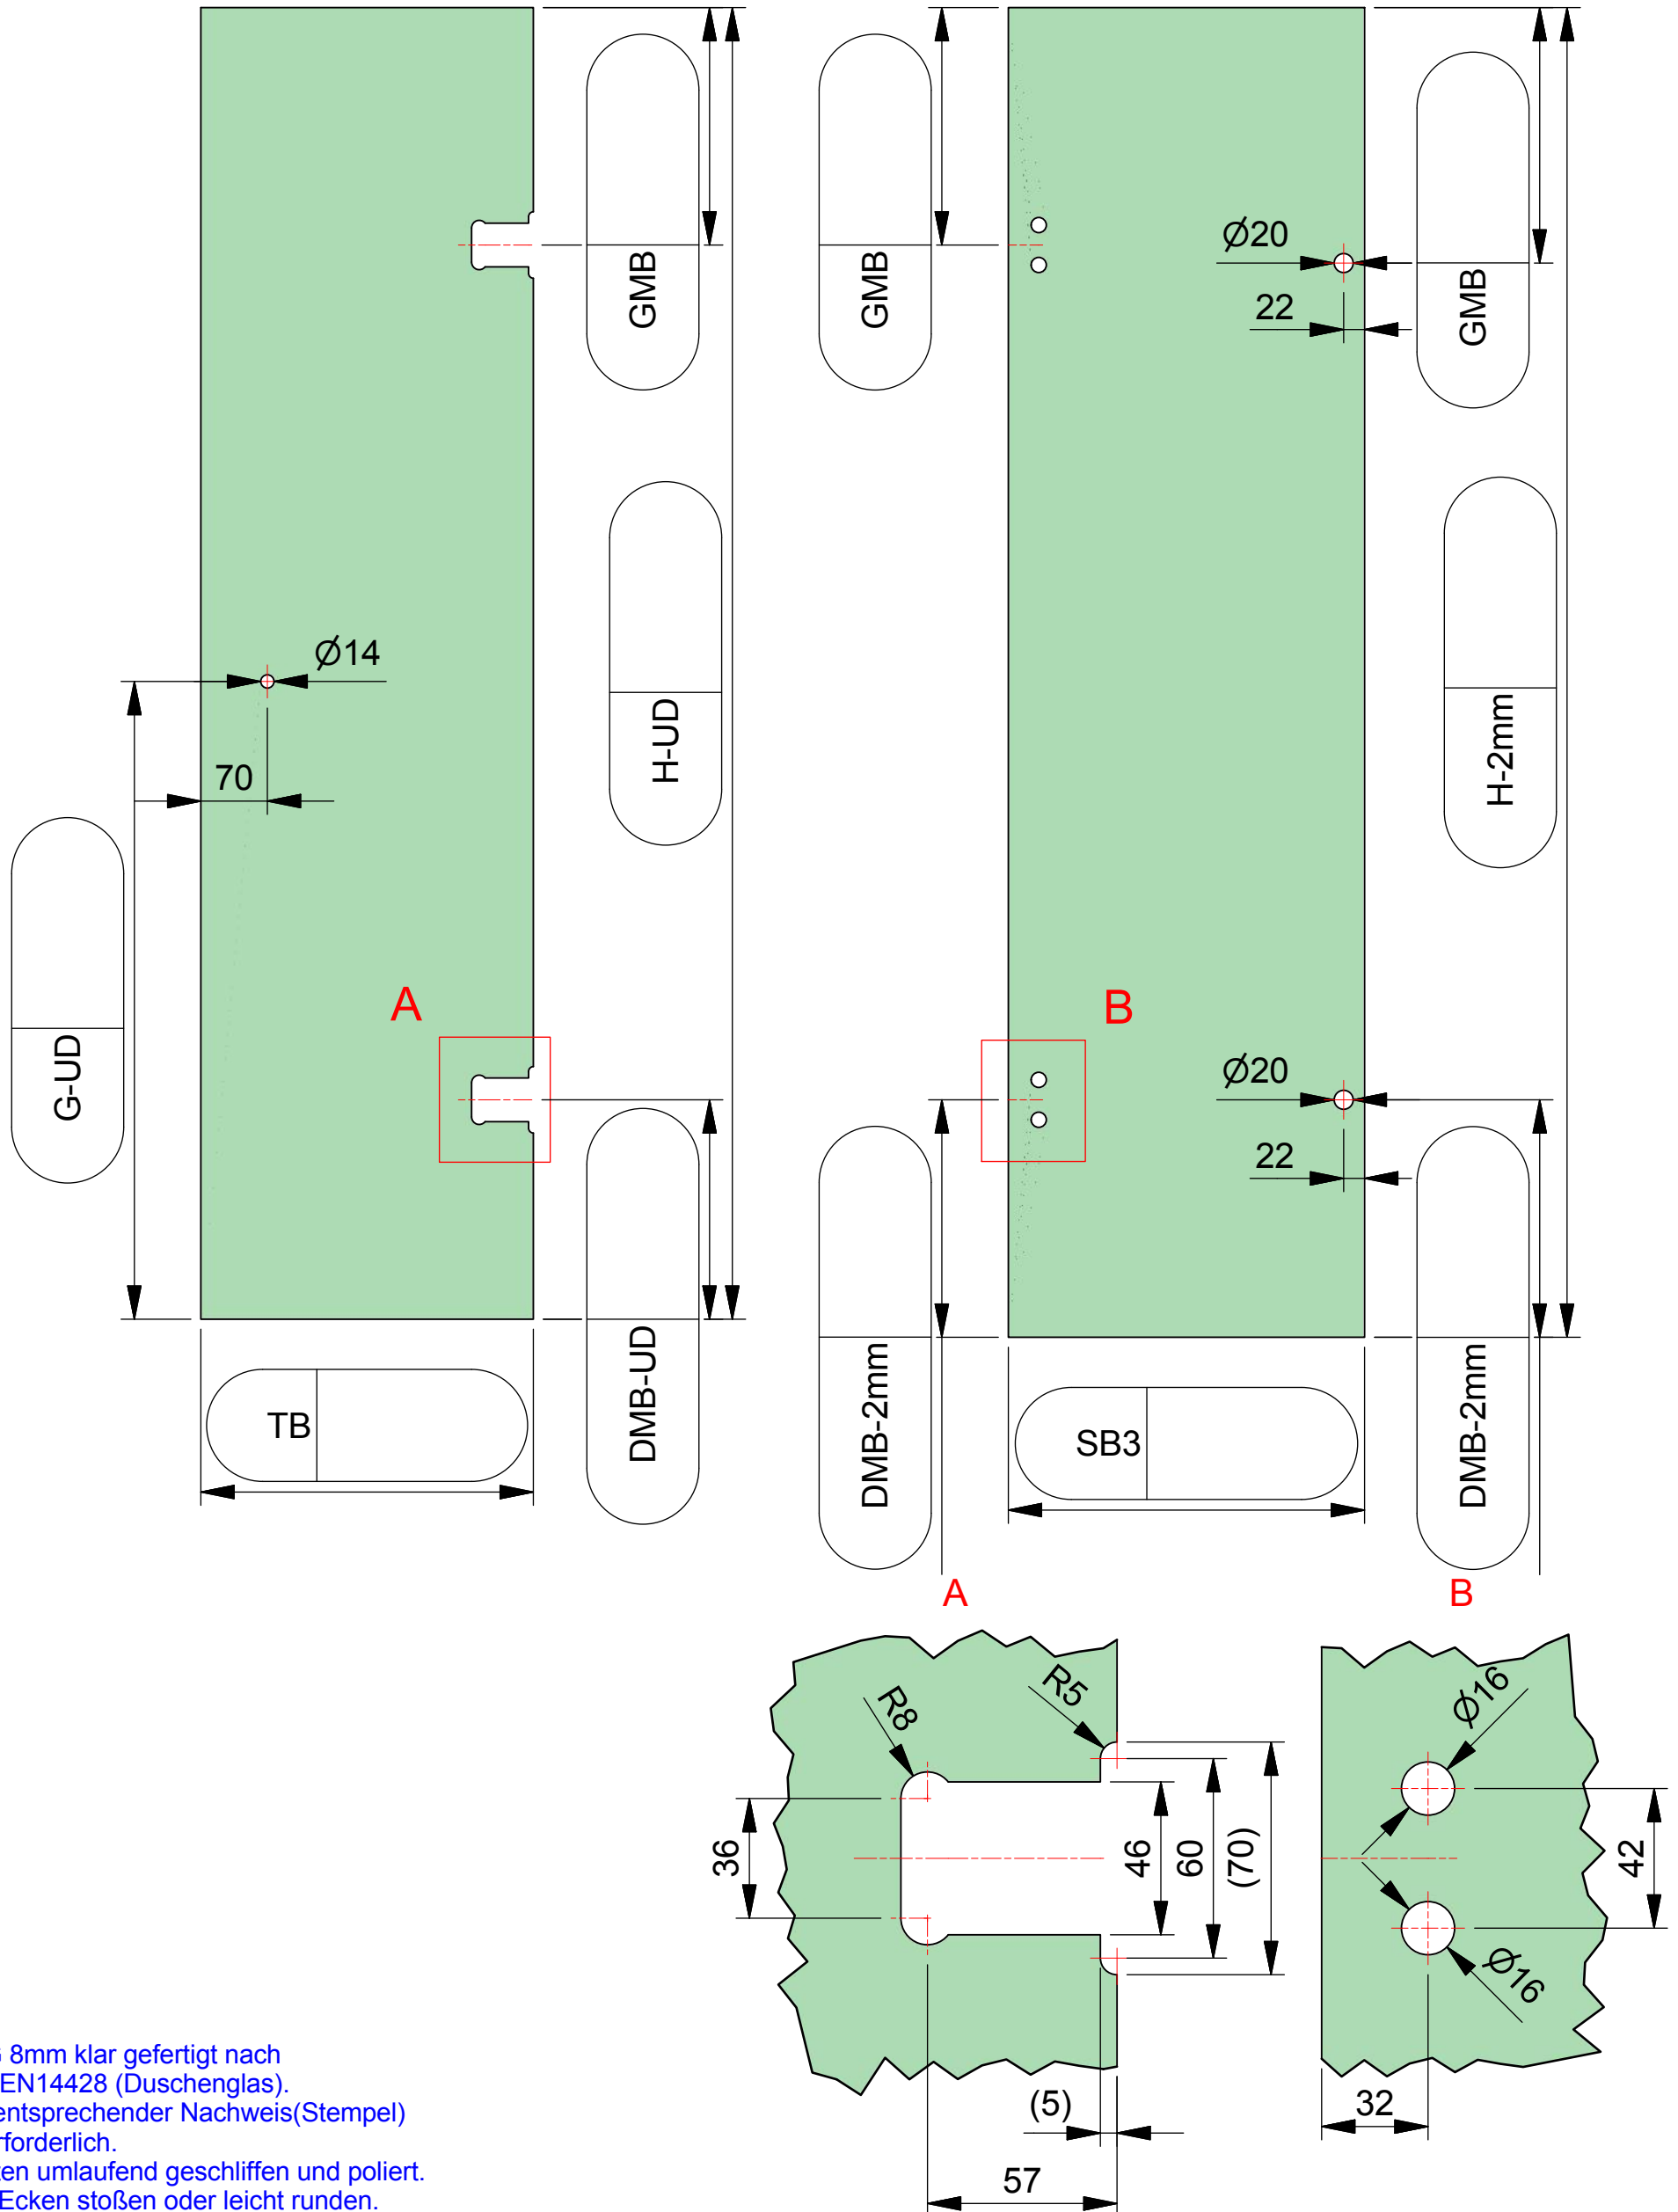 GMB
GMB
GMB
Ø20
22
Ø14
70
H-UD
H-2mm
G-UD
A
B
Ø20
22
TB
DMB-UD
DMB-2mm
SB3
DMB-2mm
A
B
R8
R5
36
46
60
(70)
(5)
57
Ø16
42
Ø16
32
8mm klar gefertigt nach
EN14428 (Duschenglas).
entsprechender Nachweis(Stempel)
umlaufend geschliffen und poliert.
Ecken stoßen oder leicht runden.